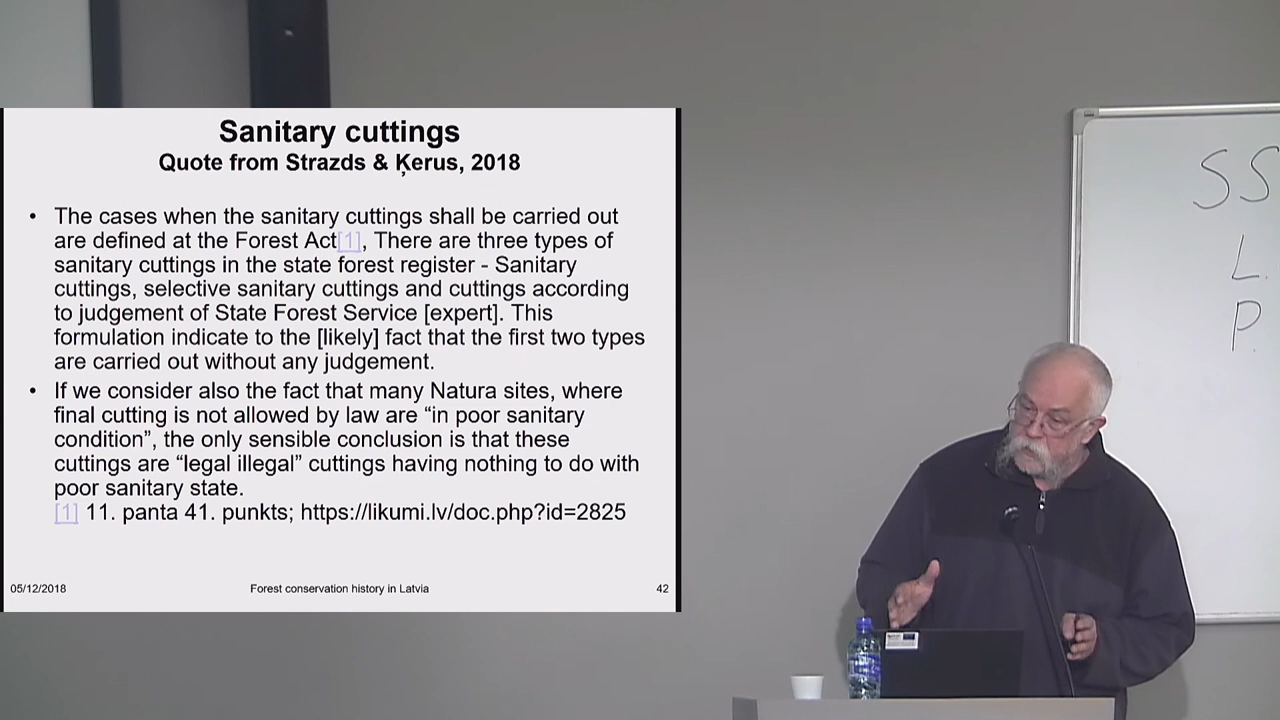 Sanitary cuttings
Quote from Strazds & Ķerus, 2018
• The cases when the sanitary cuttings shall be carried out
are defined at the Forest Act[1], There are three types of
sanitary cuttings in the state forest register - Sanitary
cuttings, selective sanitary cuttings and cuttings according
to judgement of State Forest Service [expert]. This
formulation indicate to the [likely] fact that the first two types
are carried out without any judgement.
• If we consider also the fact that many Natura sites, where
final cutting is not allowed by law are “in poor sanitary
condition”, the only sensible conclusion is that these
cuttings are “legal illegal” cuttings having nothing to do with
poor sanitary state.
[1] 11. panta 41. punkts; https://likumi.lv/doc.php?id=2825
05/12/2018
Forest conservation history in Latvia
42
SS
L.
P.